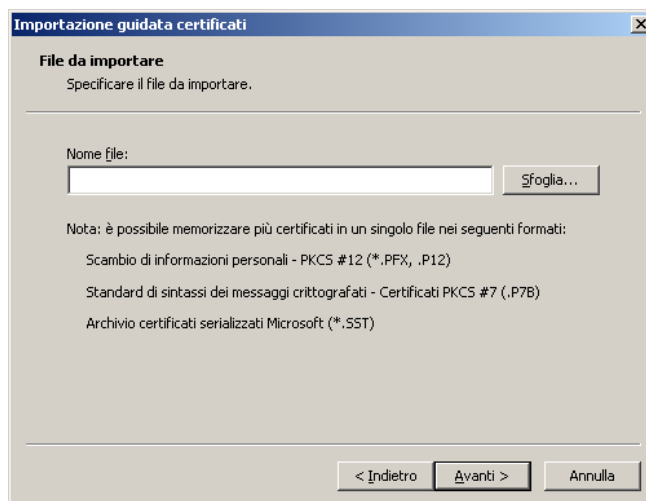 Importazione guidata certificati
File da importare
Specificare il file da importare.
Nome file:
Sfoglia...
Nota: è possibile memorizzare più certificati in un singolo file nei seguenti formati:
Scambio di informazioni personali - PKCS #12 (*.PFX, .P12)
Standard di sintassi dei messaggi crittografati - Certificati PKCS #7 (.P7B)
Archivio certificati serializzati Microsoft (*.SST)
< Indietro Avanti > Annulla